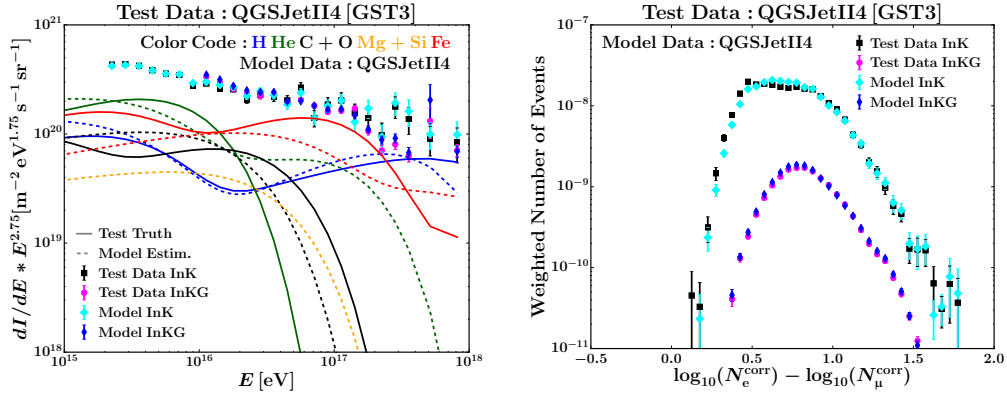 Test Data : QGSJetII4 [GST3]
10^21
10^20
10^19
10^18
dI/dE * E^2.75[m^−2 eV^1.75 s^−1 sr^−1]
Color Code : H He C + O Mg + Si Fe
Model Data : QGSJetII4
Test Truth
Model Estim.
Test Data InK
Test Data InKG
Model InK
Model InKG
10^15 10^16 10^17 10^18
E [eV]
Test Data : QGSJetII4 [GST3]
10^−7
10^−8
10^−9
10^−10
10^−11
Weighted Number of Events
Model Data : QGSJetII4
Test Data InK
Test Data InKG
Model InK
Model InKG
−0.5 0.0 0.5 1.0 1.5 2.0
log10(N_e^corr) − log10(N_μ^corr)